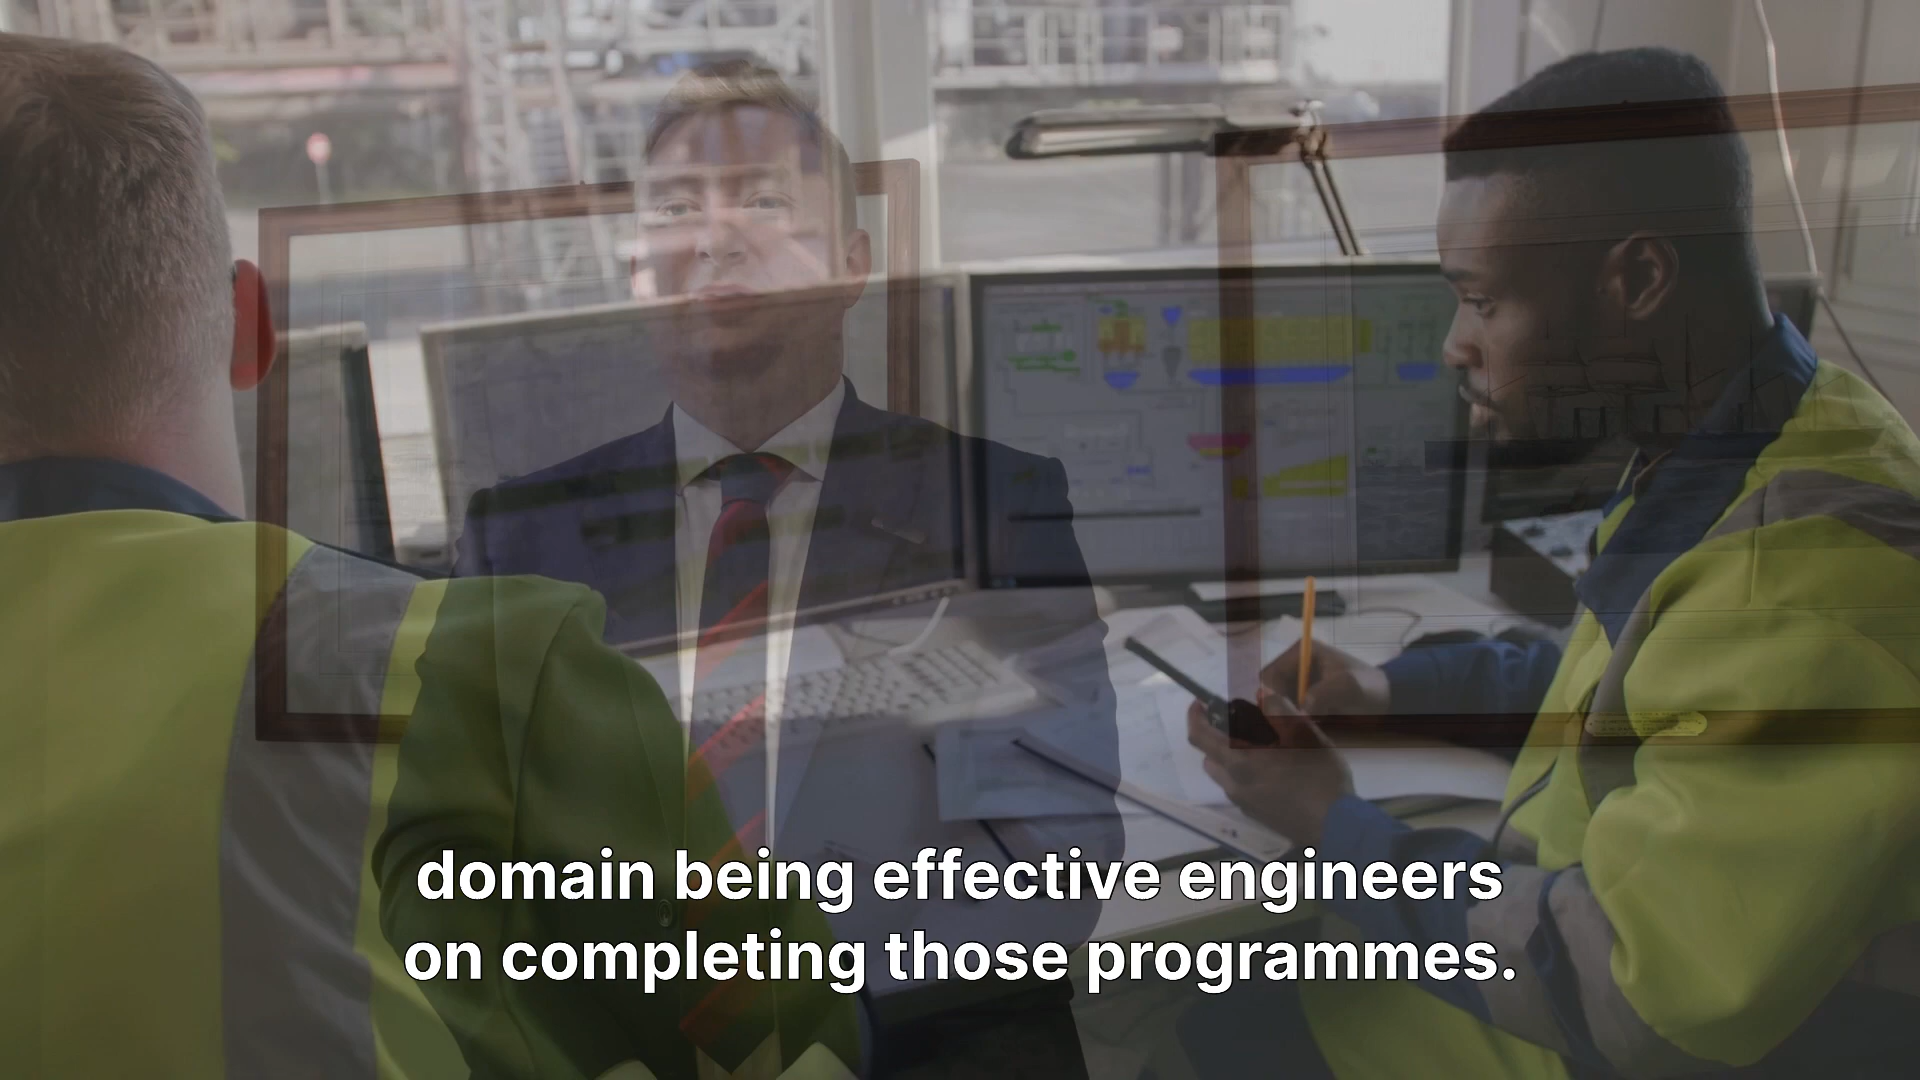 domain being effective engineers
on completing those programmes.